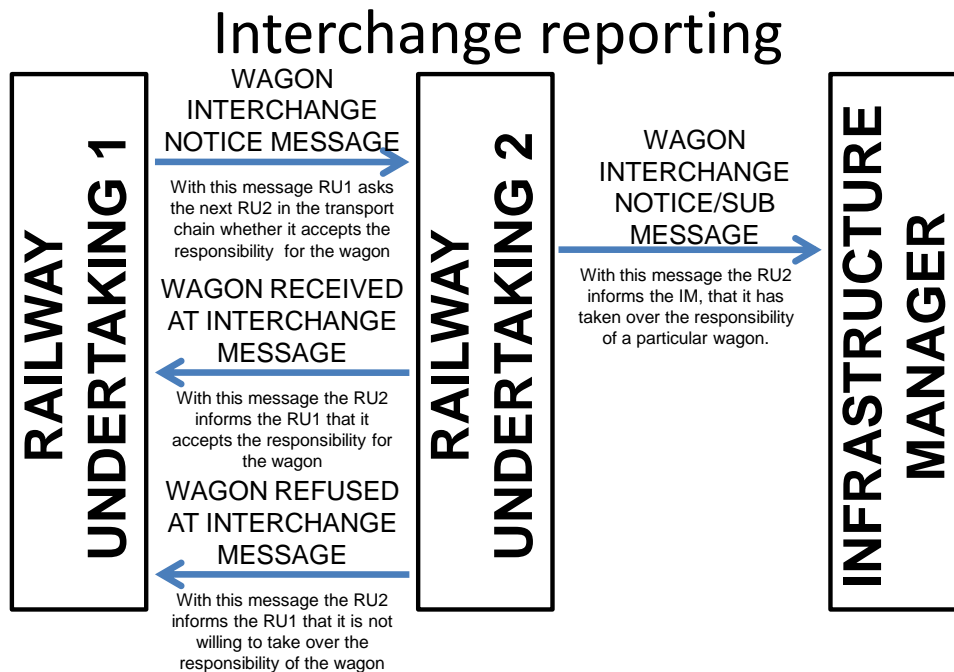 Interchange reporting
RAILWAY
UNDERTAKING 1
WAGON
INTERCHANGE
NOTICE MESSAGE
With this message RU1 asks
the next RU2 in the transport
chain whether it accepts the
responsibility for the wagon
WAGON RECEIVED
AT INTERCHANGE
MESSAGE
With this message the RU2
informs the RU1 that it
accepts the responsibility for
the wagon
WAGON REFUSED
AT INTERCHANGE
MESSAGE
With this message the RU2
informs the RU1 that it is not
willing to take over the
responsibility of the wagon
RAILWAY
UNDERTAKING 2
WAGON
INTERCHANGE
NOTICE/SUB
MESSAGE
With this message the RU2
informs the IM, that it has
taken over the responsibility
of a particular wagon.
INFRASTRUCTURE
MANAGER